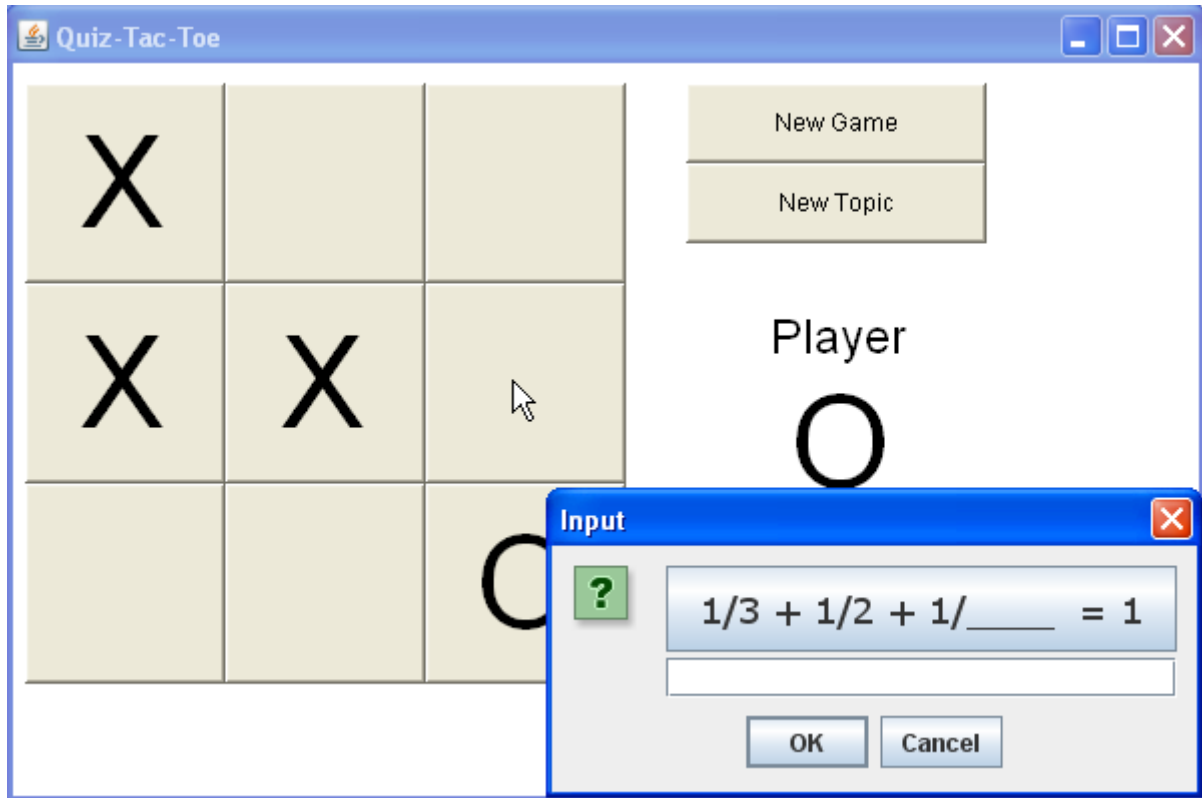 Quiz-Tac-Toe
X
New Game
New Topic
X X
Player
O
O
Input
?
1/3 + 1/2 + 1/____ = 1
OK Cancel